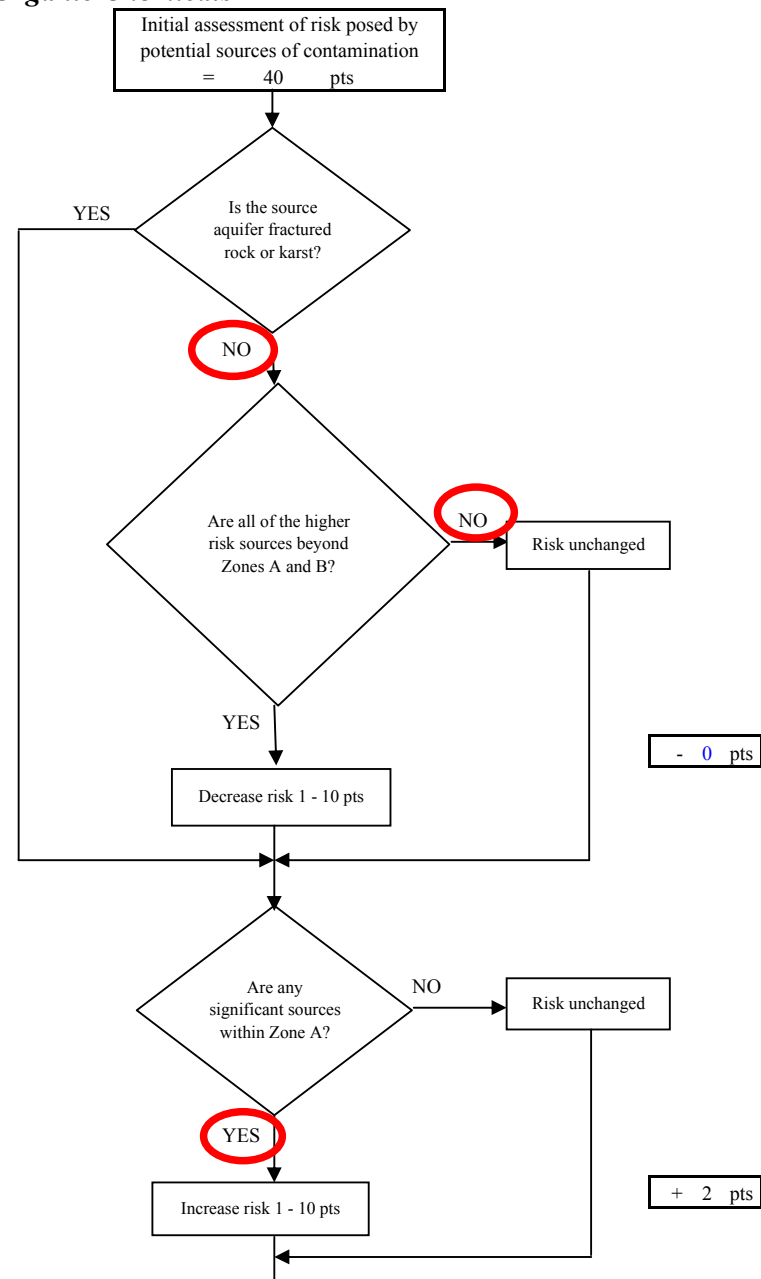 Initial assessment of risk posed by
potential sources of contamination
= 40 pts
Is the source
aquifer fractured
rock or karst?
YES
NO
Are all of the higher
risk sources beyond
Zones A and B?
NO
Risk unchanged
YES
- 0 pts
Decrease risk 1 - 10 pts
Are any
significant sources
within Zone A?
NO
Risk unchanged
YES
+ 2 pts
Increase risk 1 - 10 pts